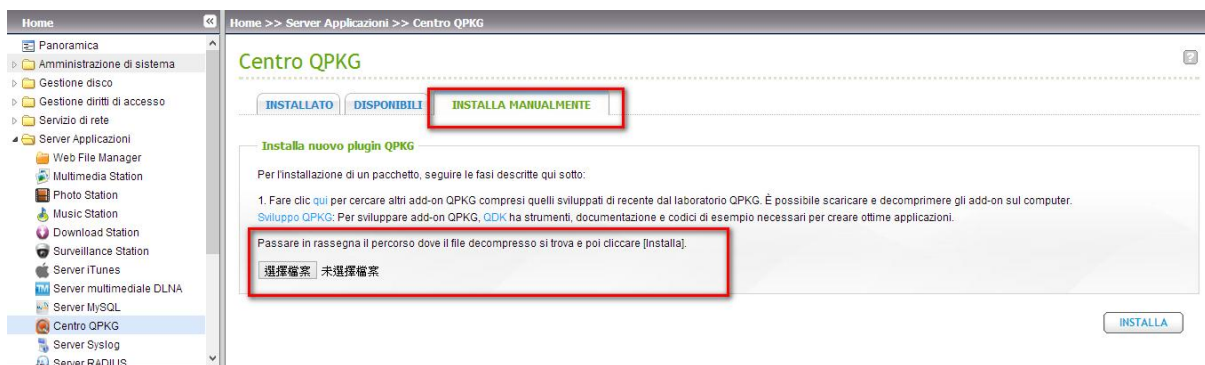 Home
Home >> Server Applicazioni >> Centro QPKG
Panoramica
Amministrazione di sistema
Gestione disco
Gestione diritti di accesso
Servizio di rete
Server Applicazioni
Web File Manager
Multimedia Station
Photo Station
Music Station
Download Station
Surveillance Station
Server iTunes
Server multimediale DLNA
Server MySQL
Centro QPKG
Server Syslog
Server RADIUS
Centro QPKG
INSTALLATO
DISPONIBILI
INSTALLA MANUALMENTE
Installa nuovo plugin QPKG
Per l'installazione di un pacchetto, seguire le fasi descritte qui sotto:
1. Fare clic qui per cercare altri add-on QPKG compresi quelli sviluppati di recente dal laboratorio QPKG. È possibile scaricare e decomprimere gli add-on sul computer.
Sviluppo QPKG: Per sviluppare add-on QPKG, QDK ha strumenti, documentazione e codici di esempio necessari per creare ottime applicazioni.
Passare in rassegna il percorso dove il file decompresso si trova e poi cliccare [Installa].
選擇檔案 未選擇檔案
INSTALLA